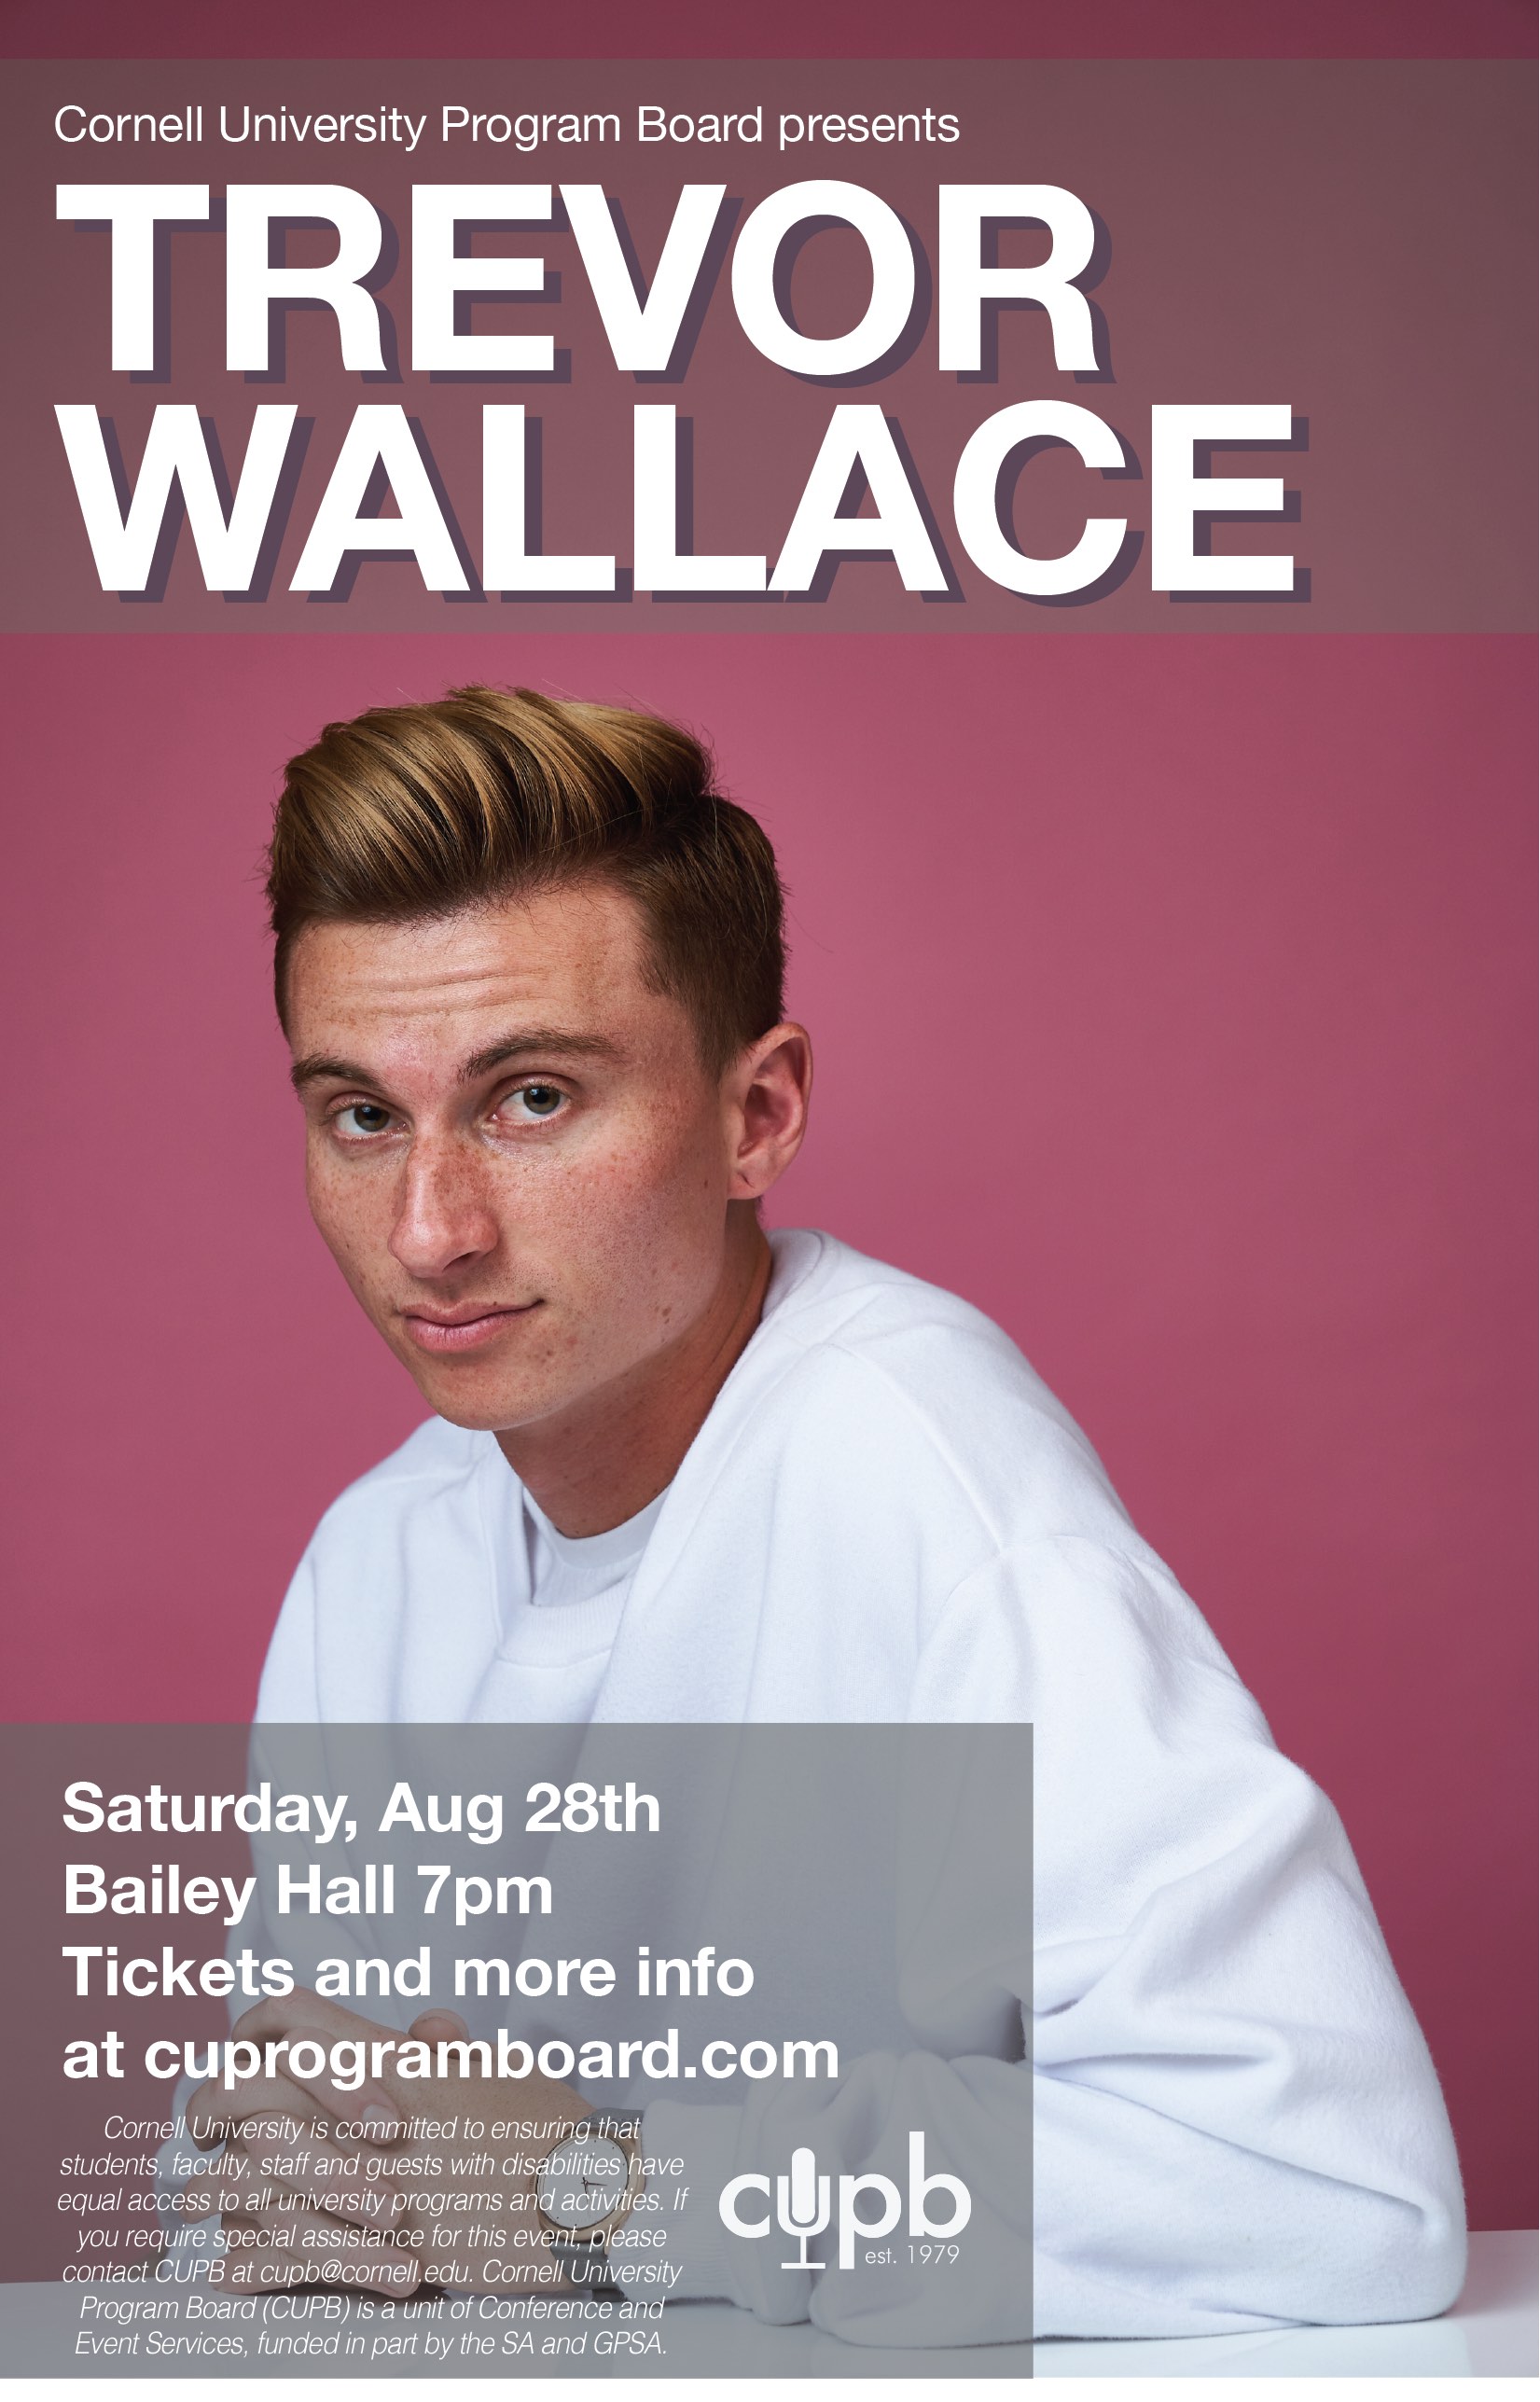 Cornell University Program Board presents
TREVOR
WALLACE
Saturday, Aug 28th
Bailey Hall 7pm
Tickets and more info
at cuprogramboard.com
Cornell University is committed to ensuring that
students, faculty, staff and guests with disabilities have
equal access to all university programs and activities. If
you require special assistance for this event, please
contact CUPB at cupb@cornell.edu. Cornell University
Program Board (CUPB) is a unit of Conference and
Event Services, funded in part by the SA and GPSA.
cupb
est. 1979